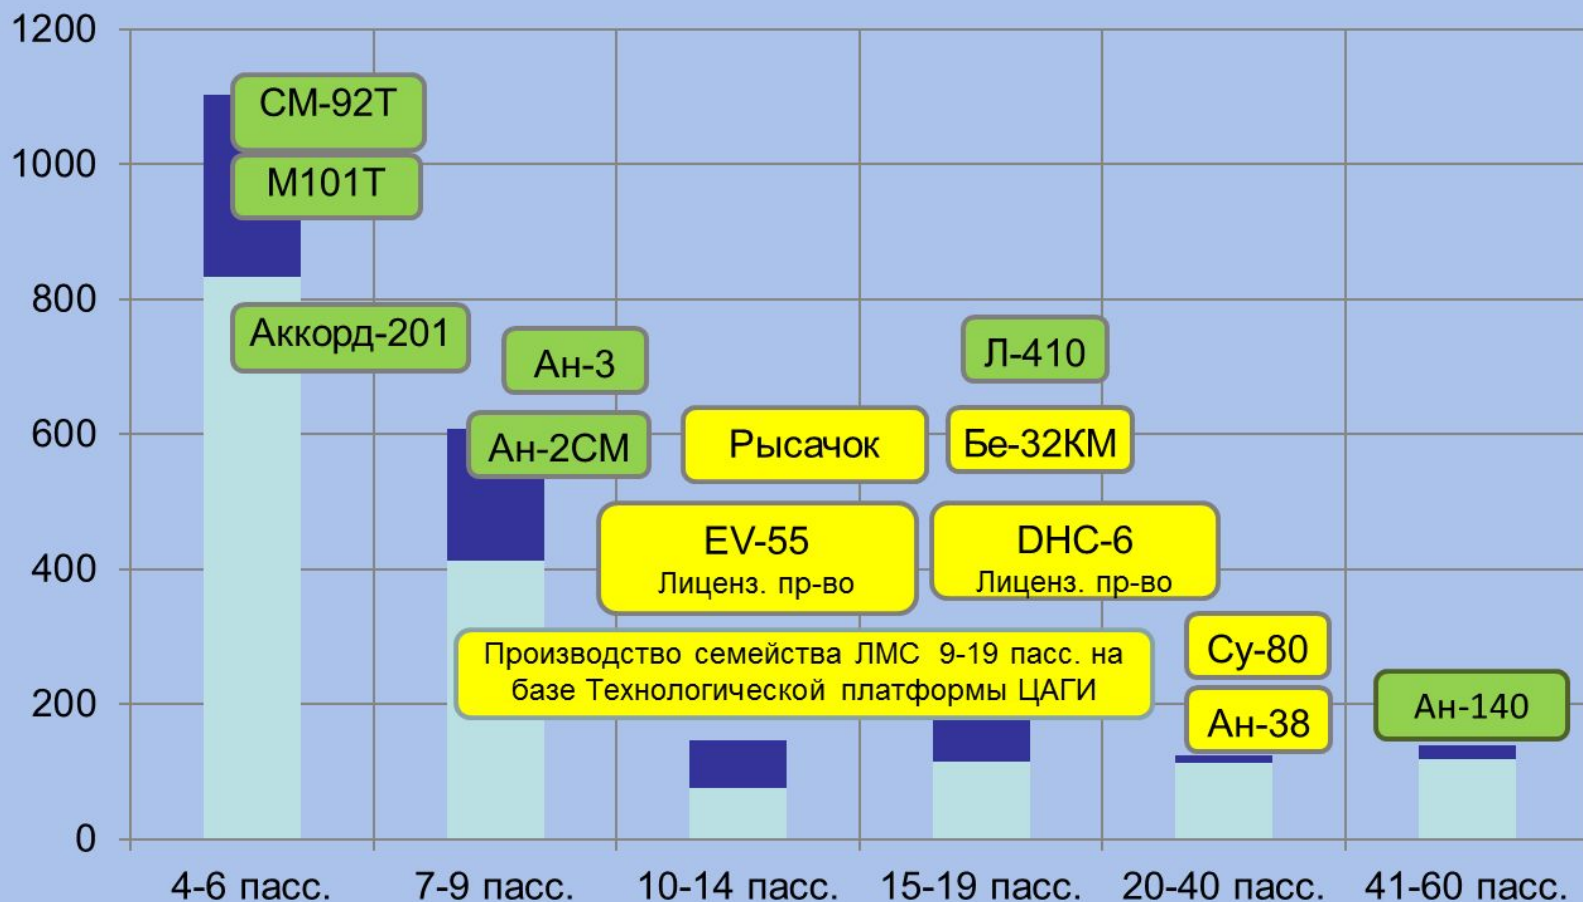 1200
1000
800
600
400
200
0
СМ-92Т
М101Т
Аккорд-201
Ан-3
Ан-2СМ
Рысачок
EV-55
Лиценз. пр-во
Л-410
Бе-32КМ
DHC-6
Лиценз. пр-во
Производство семейства ЛМС 9-19 пасс. на
базе Технологической платформы ЦАГИ
Су-80
Ан-38
Ан-140
4-6 пасс.
7-9 пасс.
10-14 пасс.
15-19 пасс.
20-40 пасс.
41-60 пасс.